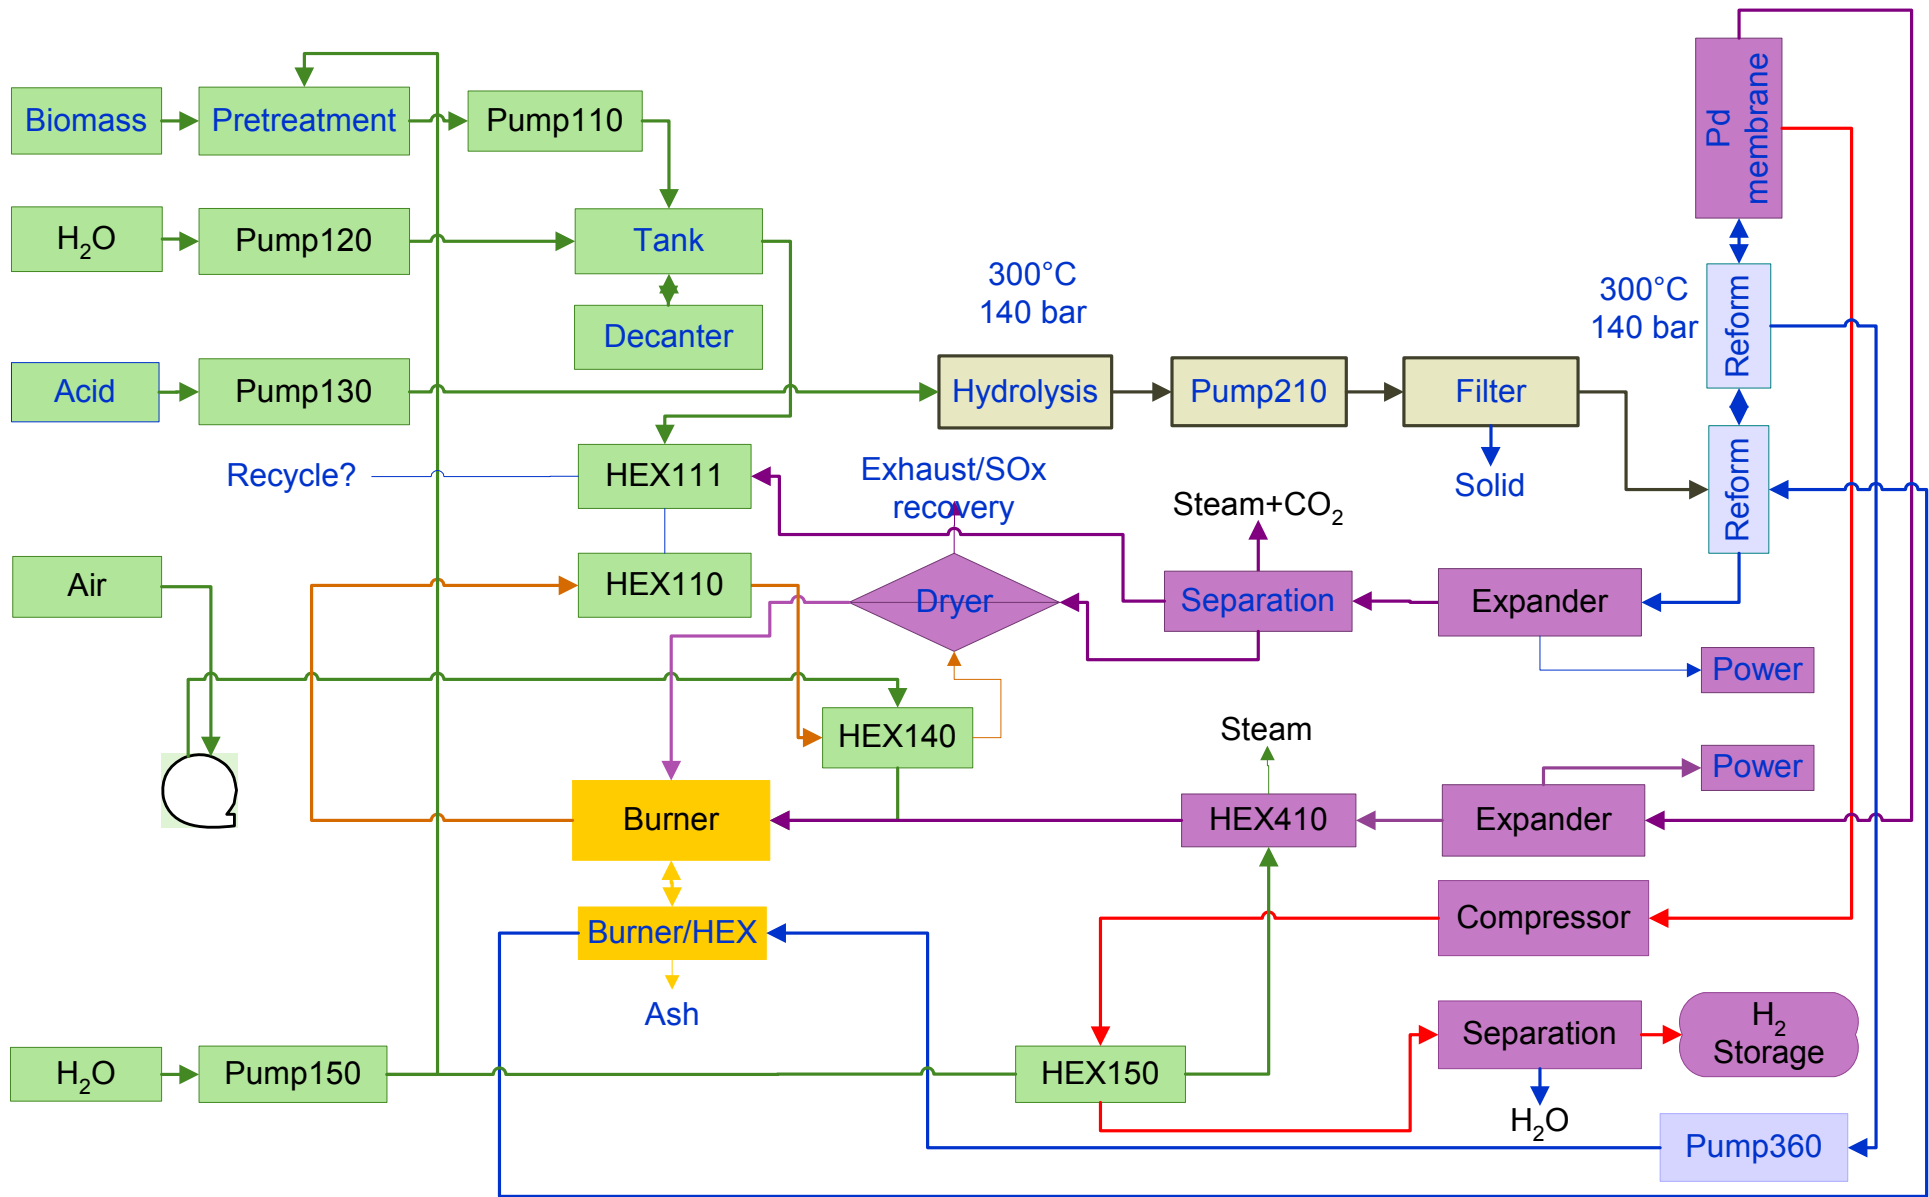 Biomass
Pretreatment
Pump110
Pd
membrane
H₂O
Pump120
Tank
300°C
140 bar
300°C
140 bar
Reform
Decanter
Acid
Pump130
Hydrolysis
Pump210
Filter
Recycle?
HEX111
Exhaust/SOx
recovery
Steam+CO₂
Solid
Reform
Air
HEX110
Dryer
Separation
Expander
Power
HEX140
Steam
Power
Burner
HEX410
Expander
Burner/HEX
Compressor
Ash
H₂O
Pump150
HEX150
Separation
H₂
Storage
H₂O
Pump360